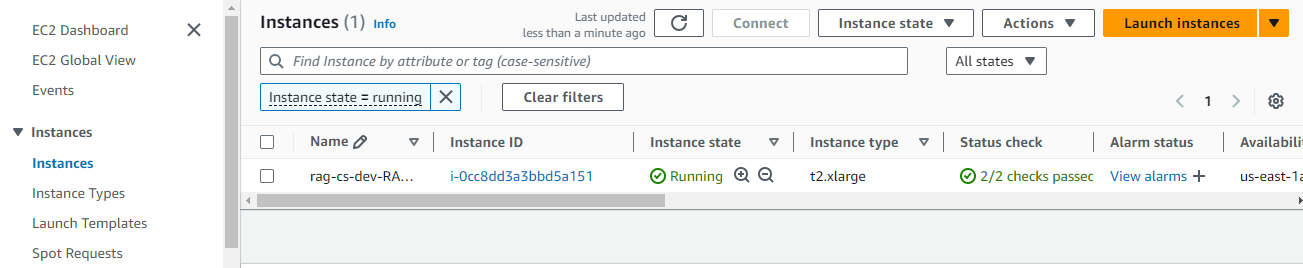 EC2 Dashboard
EC2 Global View
Events
Instances
Instances
Instance Types
Launch Templates
Spot Requests
Instances (1) Info
Last updated
less than a minute ago
Connect
Instance state
Actions
Launch instances
Find Instance by attribute or tag (case-sensitive)
All states
Instance state = running
Clear filters
1
Name Instance ID Instance state Instance type Status check Alarm status Availabili
rag-cs-dev-RA... i-0cc8dd3a3bbd5a151 Running t2.xlarge 2/2 checks passec View alarms + us-east-1a